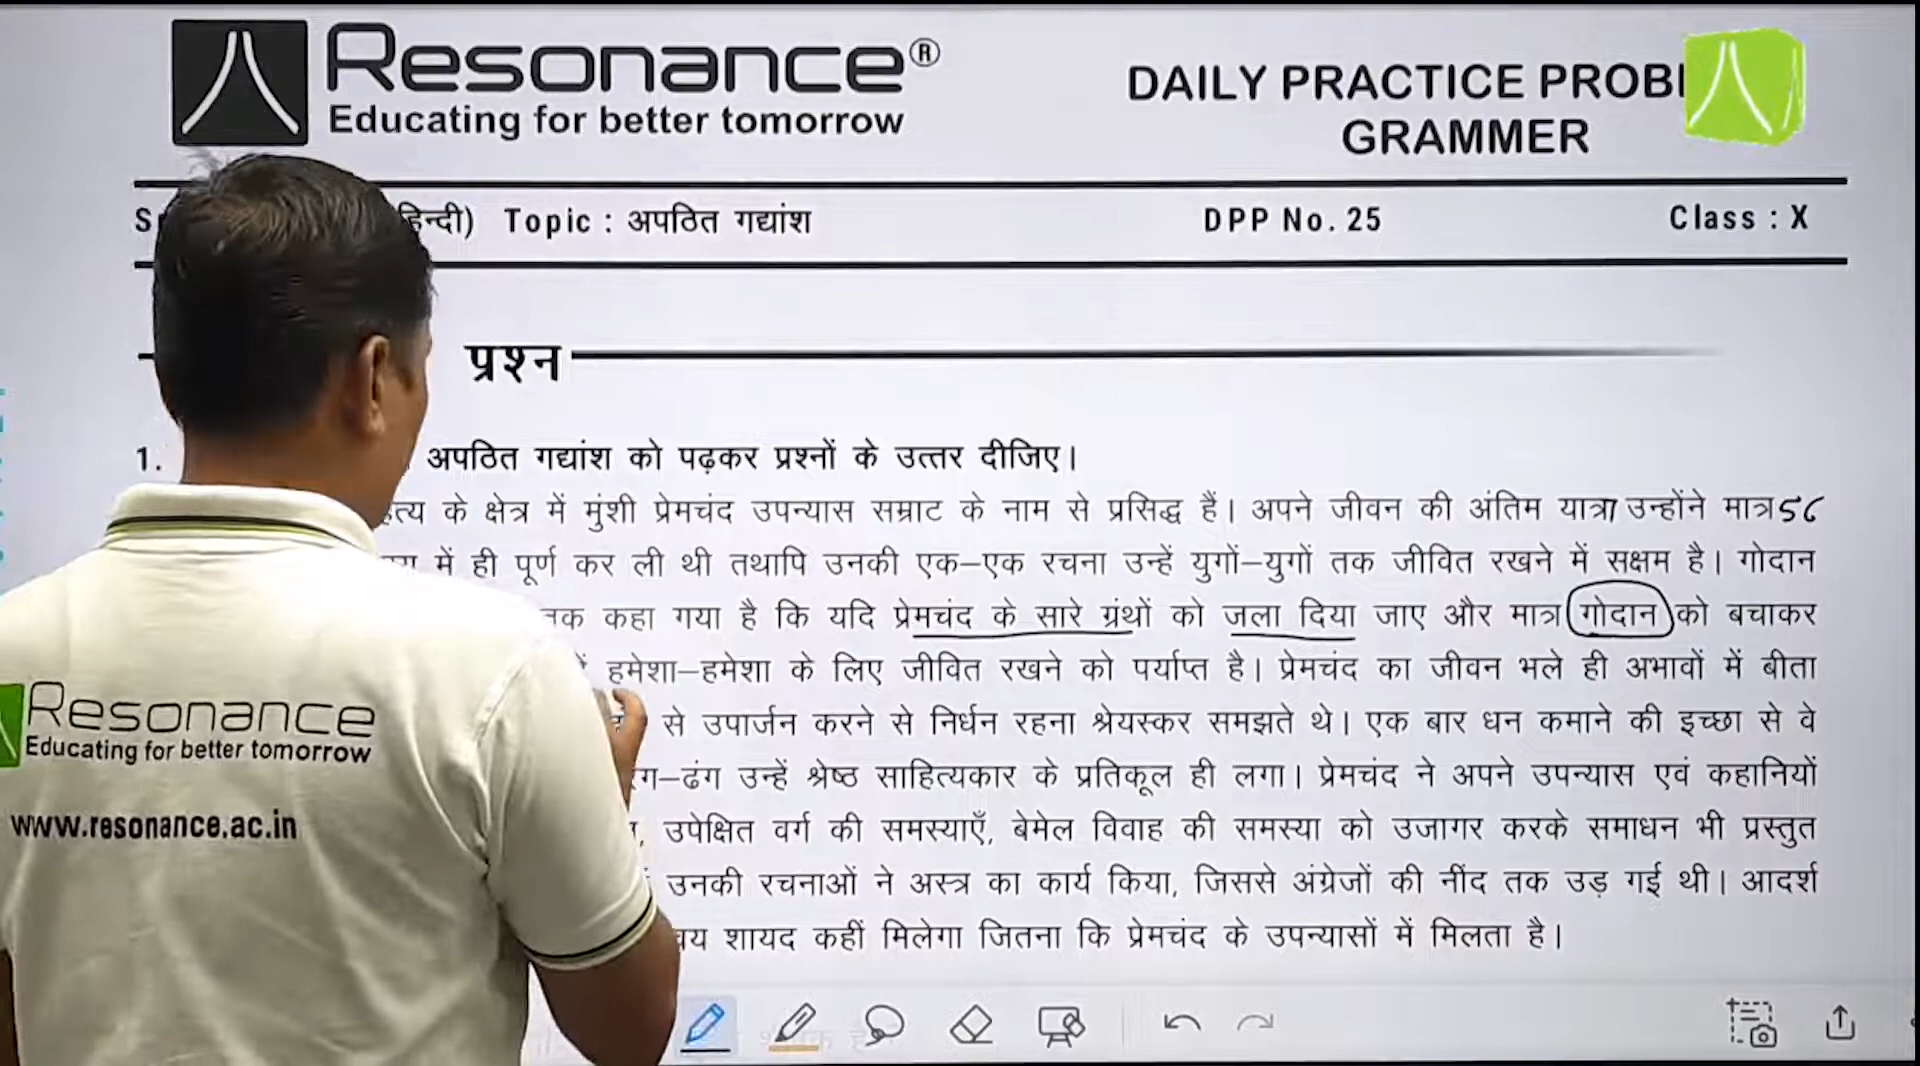 Resonance®
Educating for better tomorrow
DAILY PRACTICE
GRAMMER
हिन्दी) Topic : अपठित गद्यांश
DPP No. 25
Class : X
प्रश्न
1. अपठित गद्यांश को पढ़कर प्रश्नों के उत्तर दीजिए।
के क्षेत्र में मुंशी प्रेमचंद उपन्यास सम्राट के नाम से प्रसिद्ध हैं। अपने जीवन की अंतिम यात्रा उन्होंने मात्र 56
में ही पूर्ण कर ली थी तथापि उनकी एक–एक रचना उन्हें युगों–युगों तक जीवित रखने में सक्षम है। गोदान
कहा गया है कि यदि प्रेमचंद के सारे ग्रंथों को जला दिया जाए और मात्र गोदान को बचाकर
हमेशा–हमेशा के लिए जीवित रखने को पर्याप्त है। प्रेमचंद का जीवन भले ही अभावों में बीता
से उपार्जन करने से निर्धन रहना श्रेयस्कर समझते थे। एक बार धन कमाने की इच्छा से वे
ढंग उन्हें श्रेष्ठ साहित्यकार के प्रतिकूल ही लगा। प्रेमचंद ने अपने उपन्यास एवं कहानियों
, उपेक्षित वर्ग की समस्याएँ, बेमेल विवाह की समस्या को उजागर करके समाधन भी प्रस्तुत
उनकी रचनाओं ने अस्त्र का कार्य किया, जिससे अंग्रेजों की नींद तक उड़ गई थी। आदर्श
शायद कहीं मिलेगा जितना कि प्रेमचंद के उपन्यासों में मिलता है।
Resonance
Educating for better tomorrow
www.resonance.ac.in